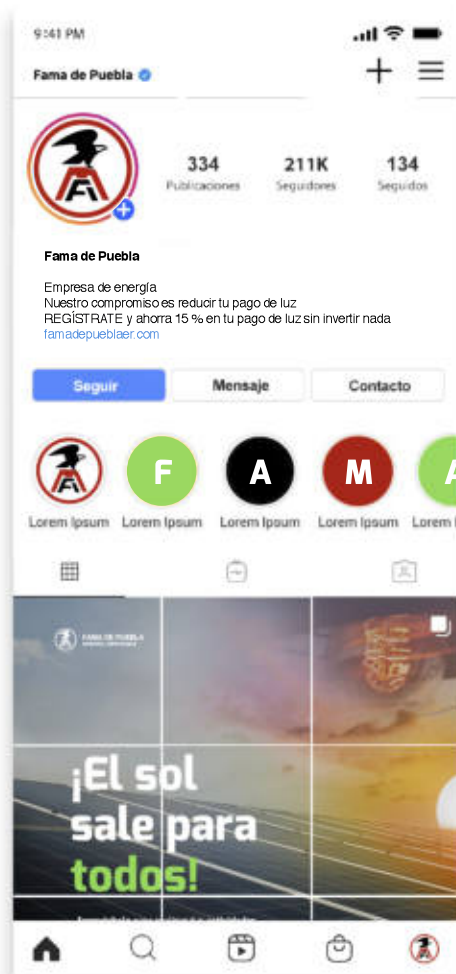 9:41 PM
Fama de Puebla
334
211K
134
Publicaciones
Seguidores
Seguidos
Fama de Puebla
Empresa de energía
Nuestro compromiso es reducir tu pago de luz
REGÍSTRATE y ahorra 15 % en tu pago de luz sin invertir nada
famadepueblaer.com
Seguir
Mensaje
Contacto
F
A
M
A
Lorem Ipsum
Lorem Ipsum
Lorem Ipsum
Lorem Ipsum
Lorem
FAMA DE PUEBLA
¡El sol
sale para
todos!